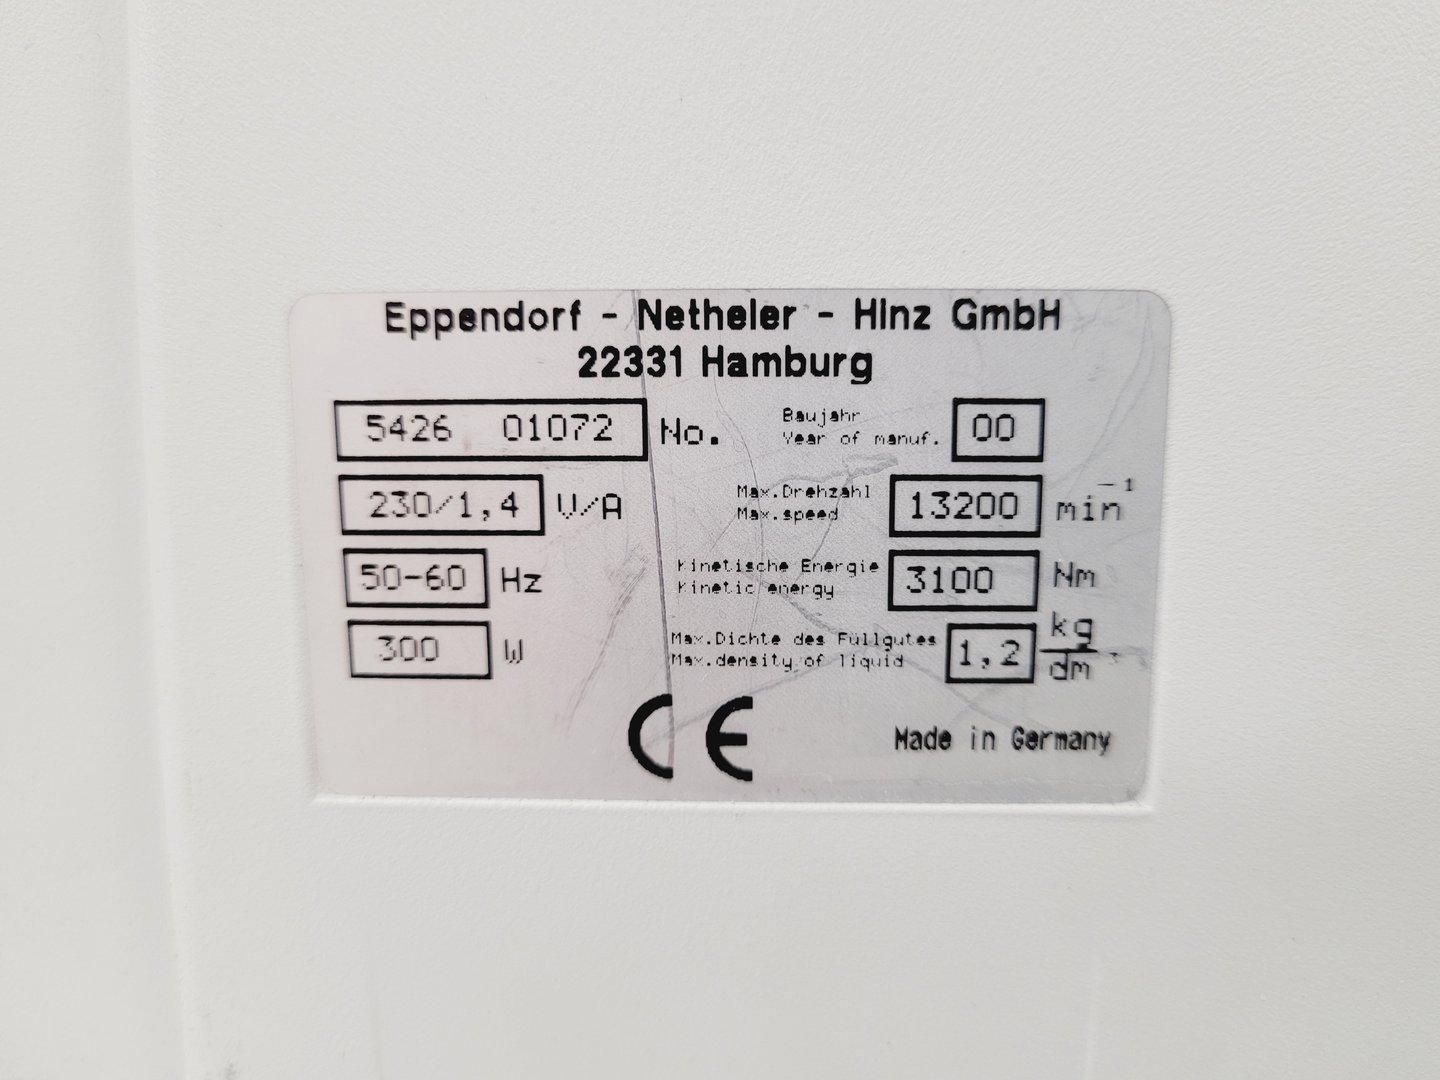 Eppendorf - Netheler - Hinz GmbH
22331 Hamburg
5426 01072 No.
Baujahr
Year of manuf. 00
230/1,4 V/A
Max.Drehzahl
Max.speed 13200 min⁻¹
50-60 Hz
Kinetische Energie
Kinetic energy 3100 Nm
300 W
Max.Dichte des Füllgutes
Max.density of liquid 1,2 kg/dm³
CE
Made in Germany